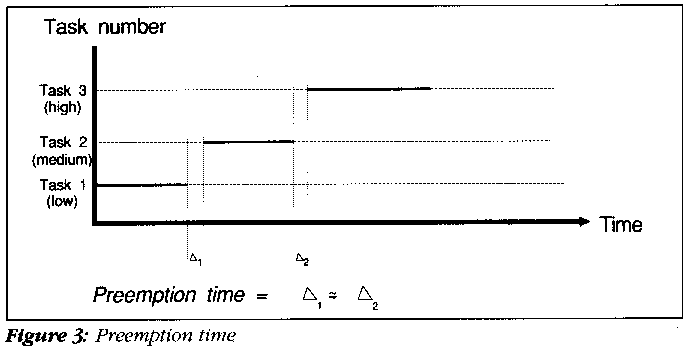 Task number
Task 3
(high)
Task 2
(medium)
Task 1
(low)
Time
Δ1
Δ2
Preemption time = Δ1 ≈ Δ2
Figure 3: Preemption time